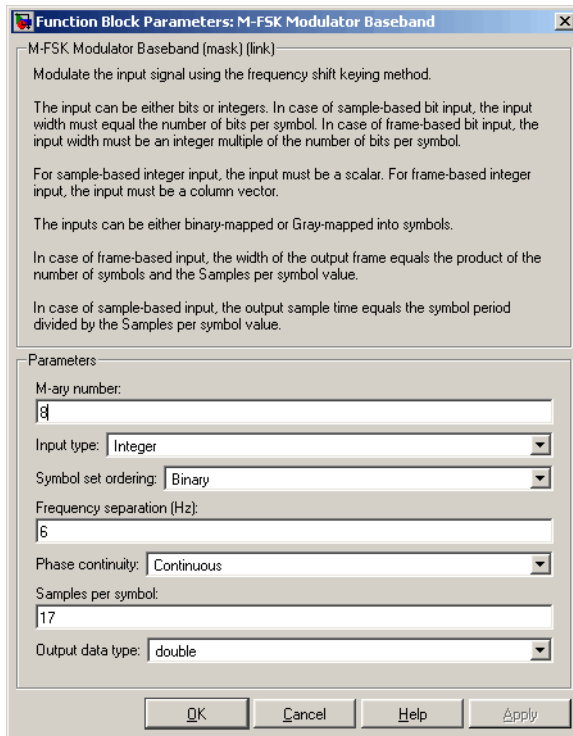 Function Block Parameters: M-FSK Modulator Baseband
M-FSK Modulator Baseband (mask) (link)
Modulate the input signal using the frequency shift keying method.
The input can be either bits or integers. In case of sample-based bit input, the input
width must equal the number of bits per symbol. In case of frame-based bit input, the
input width must be an integer multiple of the number of bits per symbol.
For sample-based integer input, the input must be a scalar. For frame-based integer
input, the input must be a column vector.
The inputs can be either binary-mapped or Gray-mapped into symbols.
In case of frame-based input, the width of the output frame equals the product of the
number of symbols and the Samples per symbol value.
In case of sample-based input, the output sample time equals the symbol period
divided by the Samples per symbol value.
Parameters
M-ary number:
8
Input type: Integer
Symbol set ordering: Binary
Frequency separation (Hz):
6
Phase continuity: Continuous
Samples per symbol:
17
Output data type: double
OK Cancel Help Apply